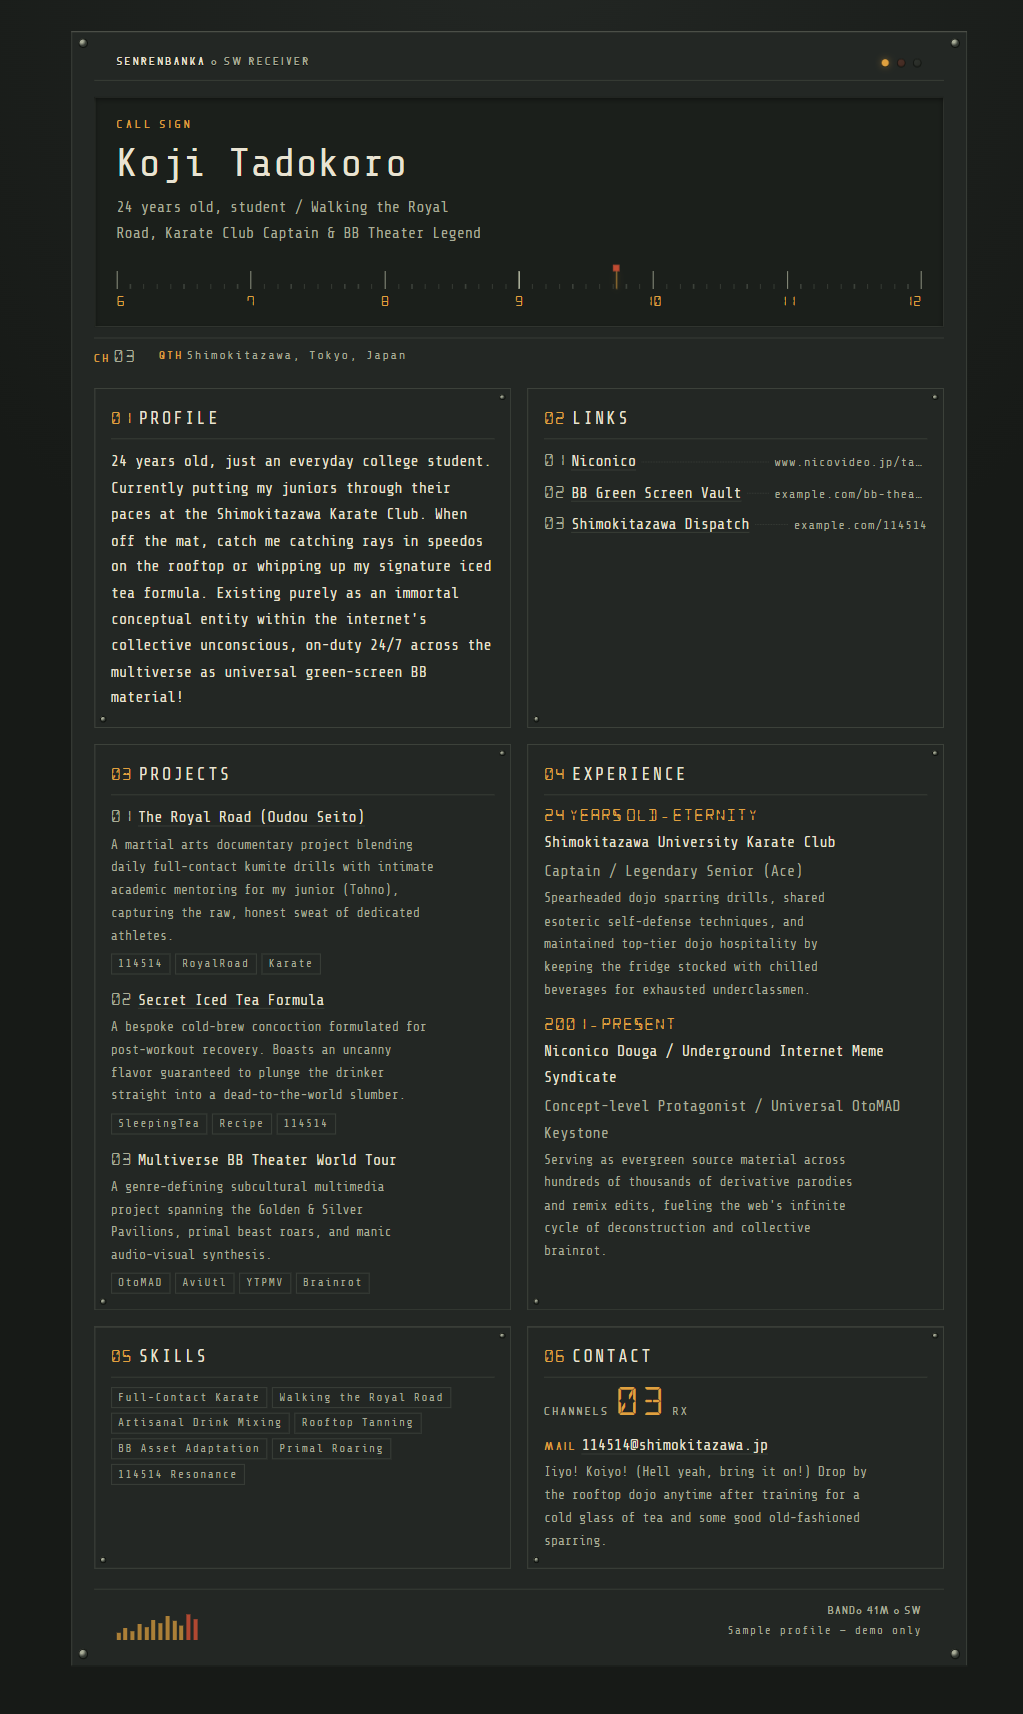 SENRENBANKA o SW RECEIVER
CALL SIGN
Koji Tadokoro
24 years old, student / Walking the Royal
Road, Karate Club Captain & BB Theater Legend
6 7 8 9 10 11 12
CH 03 QTH Shimokitazawa, Tokyo, Japan
01 PROFILE
24 years old, just an everyday college student.
Currently putting my juniors through their
paces at the Shimokitazawa Karate Club. When
off the mat, catch me catching rays in speedos
on the rooftop or whipping up my signature iced
tea formula. Existing purely as an immortal
conceptual entity within the internet's
collective unconscious, on-duty 24/7 across the
multiverse as universal green-screen BB
material!
02 LINKS
01 Niconico www.nicovideo.jp/ta…
02 BB Green Screen Vault example.com/bb-thea…
03 Shimokitazawa Dispatch example.com/114514
03 PROJECTS
01 The Royal Road (Oudou Seito)
A martial arts documentary project blending
daily full-contact kumite drills with intimate
academic mentoring for my junior (Tohno),
capturing the raw, honest sweat of dedicated
athletes.
114514 RoyalRoad Karate
02 Secret Iced Tea Formula
A bespoke cold-brew concoction formulated for
post-workout recovery. Boasts an uncanny
flavor guaranteed to plunge the drinker
straight into a dead-to-the-world slumber.
SleepingTea Recipe 114514
03 Multiverse BB Theater World Tour
A genre-defining subcultural multimedia
project spanning the Golden & Silver
Pavilions, primal beast roars, and manic
audio-visual synthesis.
OtoMAD AviUtl YTPMV Brainrot
04 EXPERIENCE
24 YEARS OLD - ETERNITY
Shimokitazawa University Karate Club
Captain / Legendary Senior (Ace)
Spearheaded dojo sparring drills, shared
esoteric self-defense techniques, and
maintained top-tier dojo hospitality by
keeping the fridge stocked with chilled
beverages for exhausted underclassmen.
2001 - PRESENT
Niconico Douga / Underground Internet Meme
Syndicate
Concept-level Protagonist / Universal OtoMAD
Keystone
Serving as evergreen source material across
hundreds of thousands of derivative parodies
and remix edits, fueling the web's infinite
cycle of deconstruction and collective
brainrot.
05 SKILLS
Full-Contact Karate Walking the Royal Road
Artisanal Drink Mixing Rooftop Tanning
BB Asset Adaptation Primal Roaring
114514 Resonance
06 CONTACT
CHANNELS 03 RX
MAIL 114514@shimokitazawa.jp
Iiyo! Koiyo! (Hell yeah, bring it on!) Drop by
the rooftop dojo anytime after training for a
cold glass of tea and some good old-fashioned
sparring.
BANDo 41M o SW
Sample profile — demo only